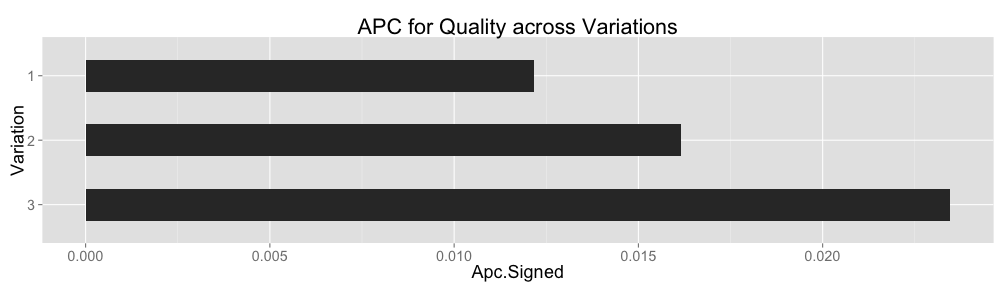 APC for Quality across Variations
Variation
1
2
3
0.000 0.005 0.010 0.015 0.020
Apc.Signed